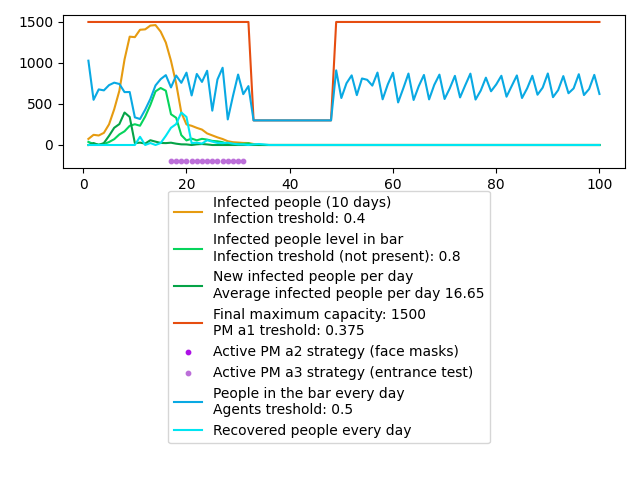 1500
1000
500
0
0 20 40 60 80 100
Infected people (10 days)
Infection treshold: 0.4
Infected people level in bar
Infection treshold (not present): 0.8
New infected people per day
Average infected people per day 16.65
Final maximum capacity: 1500
PM a1 treshold: 0.375
Active PM a2 strategy (face masks)
Active PM a3 strategy (entrance test)
People in the bar every day
Agents treshold: 0.5
Recovered people every day